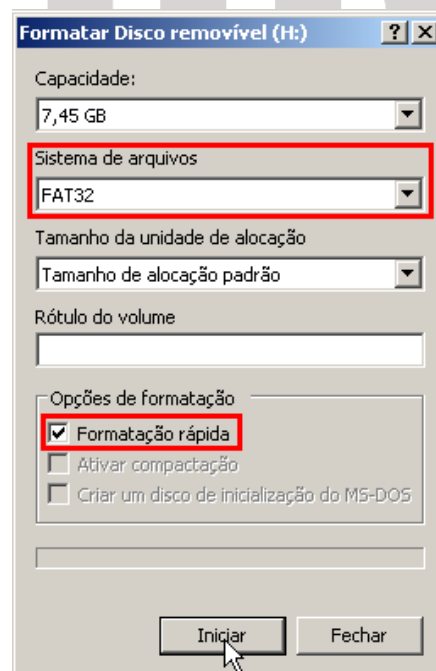 Formatar Disco removível (H:)
Capacidade:
7,45 GB
Sistema de arquivos
FAT32
Tamanho da unidade de alocação
Tamanho de alocação padrão
Rótulo do volume
Opções de formatação
Formatação rápida
Ativar compactação
Criar um disco de inicialização do MS-DOS
Iniciar
Fechar